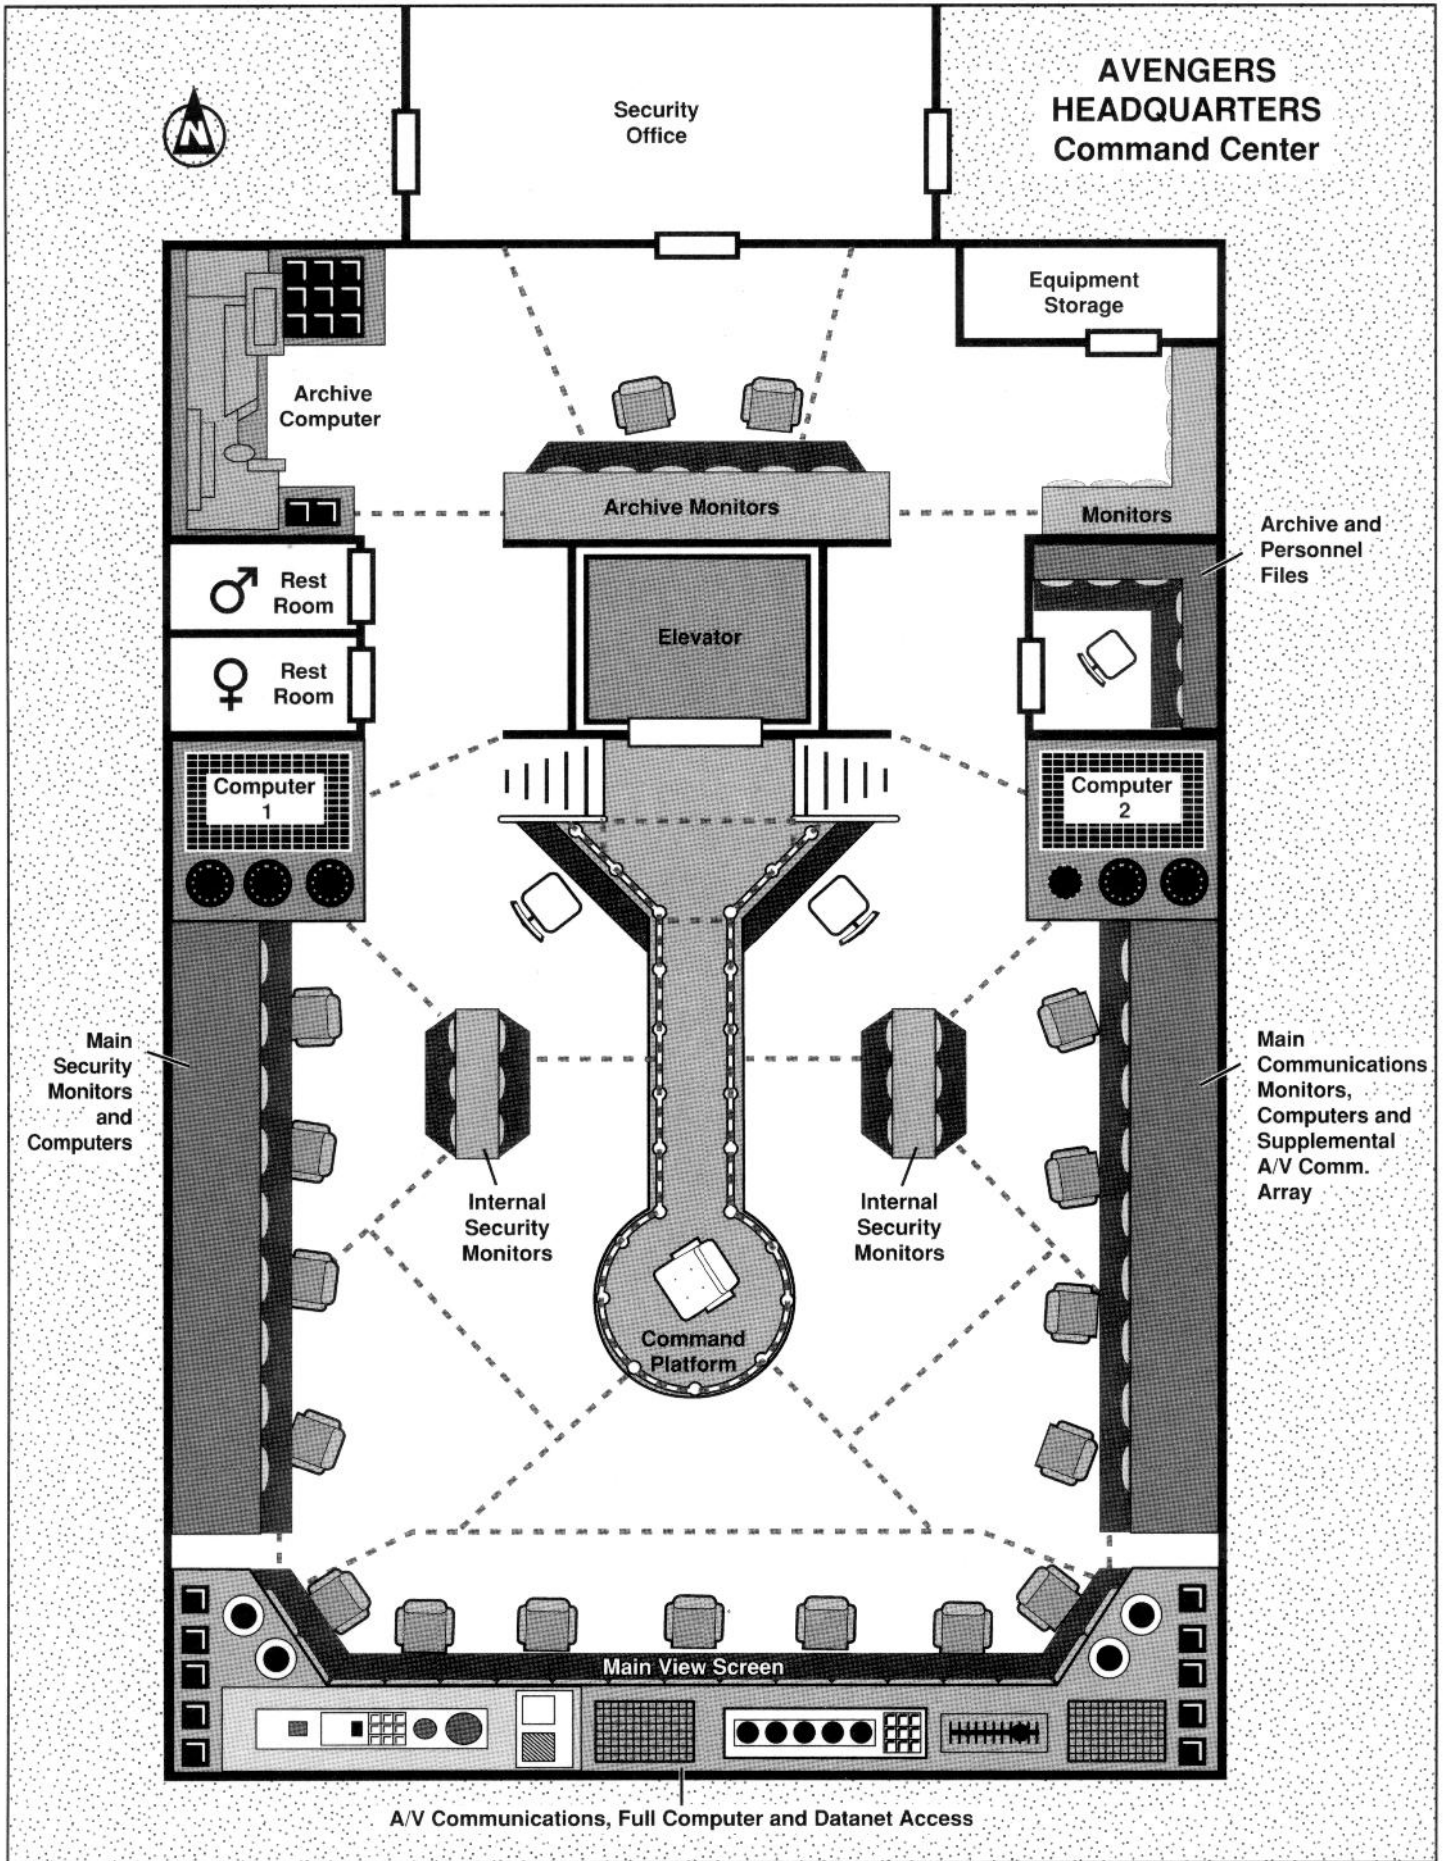 AVENGERS
HEADQUARTERS
Command Center
N
Security
Office
Equipment
Storage
Archive
Computer
Archive Monitors
Monitors
Archive and
Personnel
Files
Rest
Room
Elevator
Rest
Room
Computer
1
Computer
2
Main
Security
Monitors
and
Computers
Main
Communications
Monitors,
Computers and
Supplemental
A/V Comm.
Array
Internal
Security
Monitors
Internal
Security
Monitors
Command
Platform
Main View Screen
A/V Communications, Full Computer and Datanet Access